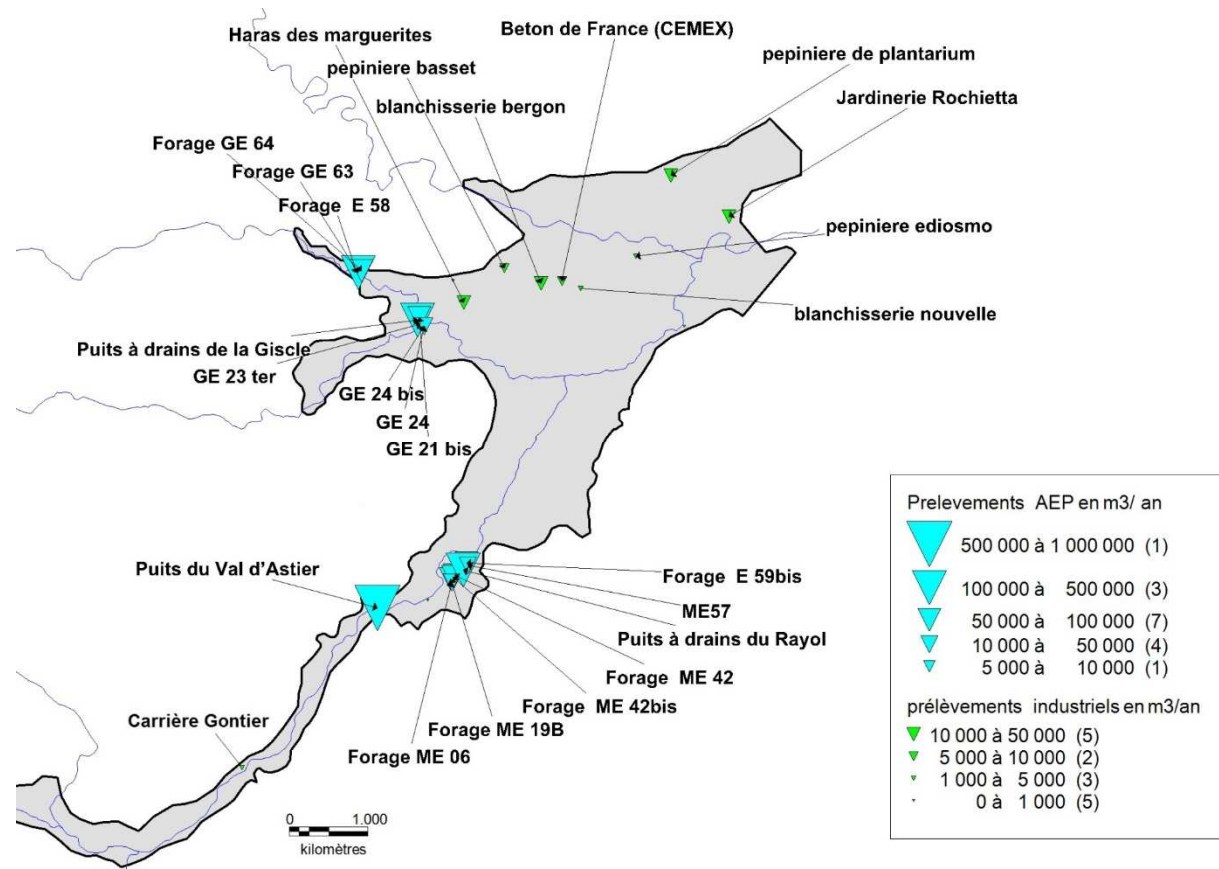 Haras des marguerites
Beton de France (CEMEX)
pepiniere basset
pepiniere de plantarium
blanchisserie bergon
Jardinerie Rochietta
Forage GE 64
Forage GE 63
Forage E 58
pepiniere ediosmo
blanchisserie nouvelle
Puits à drains de la Giscle
GE 23 ter
GE 24 bis
GE 24
GE 21 bis
Puits du Val d'Astier
Forage E 59bis
ME57
Puits à drains du Rayol
Forage ME 42
Forage ME 42bis
Forage ME 19B
Forage ME 06
Carrière Gontier
0 1.000
kilomètres
Prelevements AEP en m3/ an
500 000 à 1 000 000 (1)
100 000 à 500 000 (3)
50 000 à 100 000 (7)
10 000 à 50 000 (4)
5 000 à 10 000 (1)
prélèvements industriels en m3/an
10 000 à 50 000 (5)
5 000 à 10 000 (2)
1 000 à 5 000 (3)
0 à 1 000 (5)